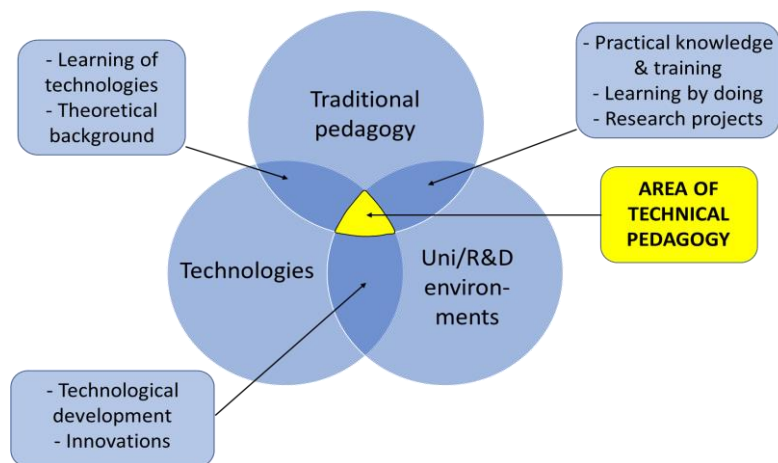 - Learning of
technologies
- Theoretical
background
Traditional
pedagogy
- Practical knowledge
& training
- Learning by doing
- Research projects
AREA OF
TECHNICAL
PEDAGOGY
Technologies
Uni/R&D
environ-
ments
- Technological
development
- Innovations